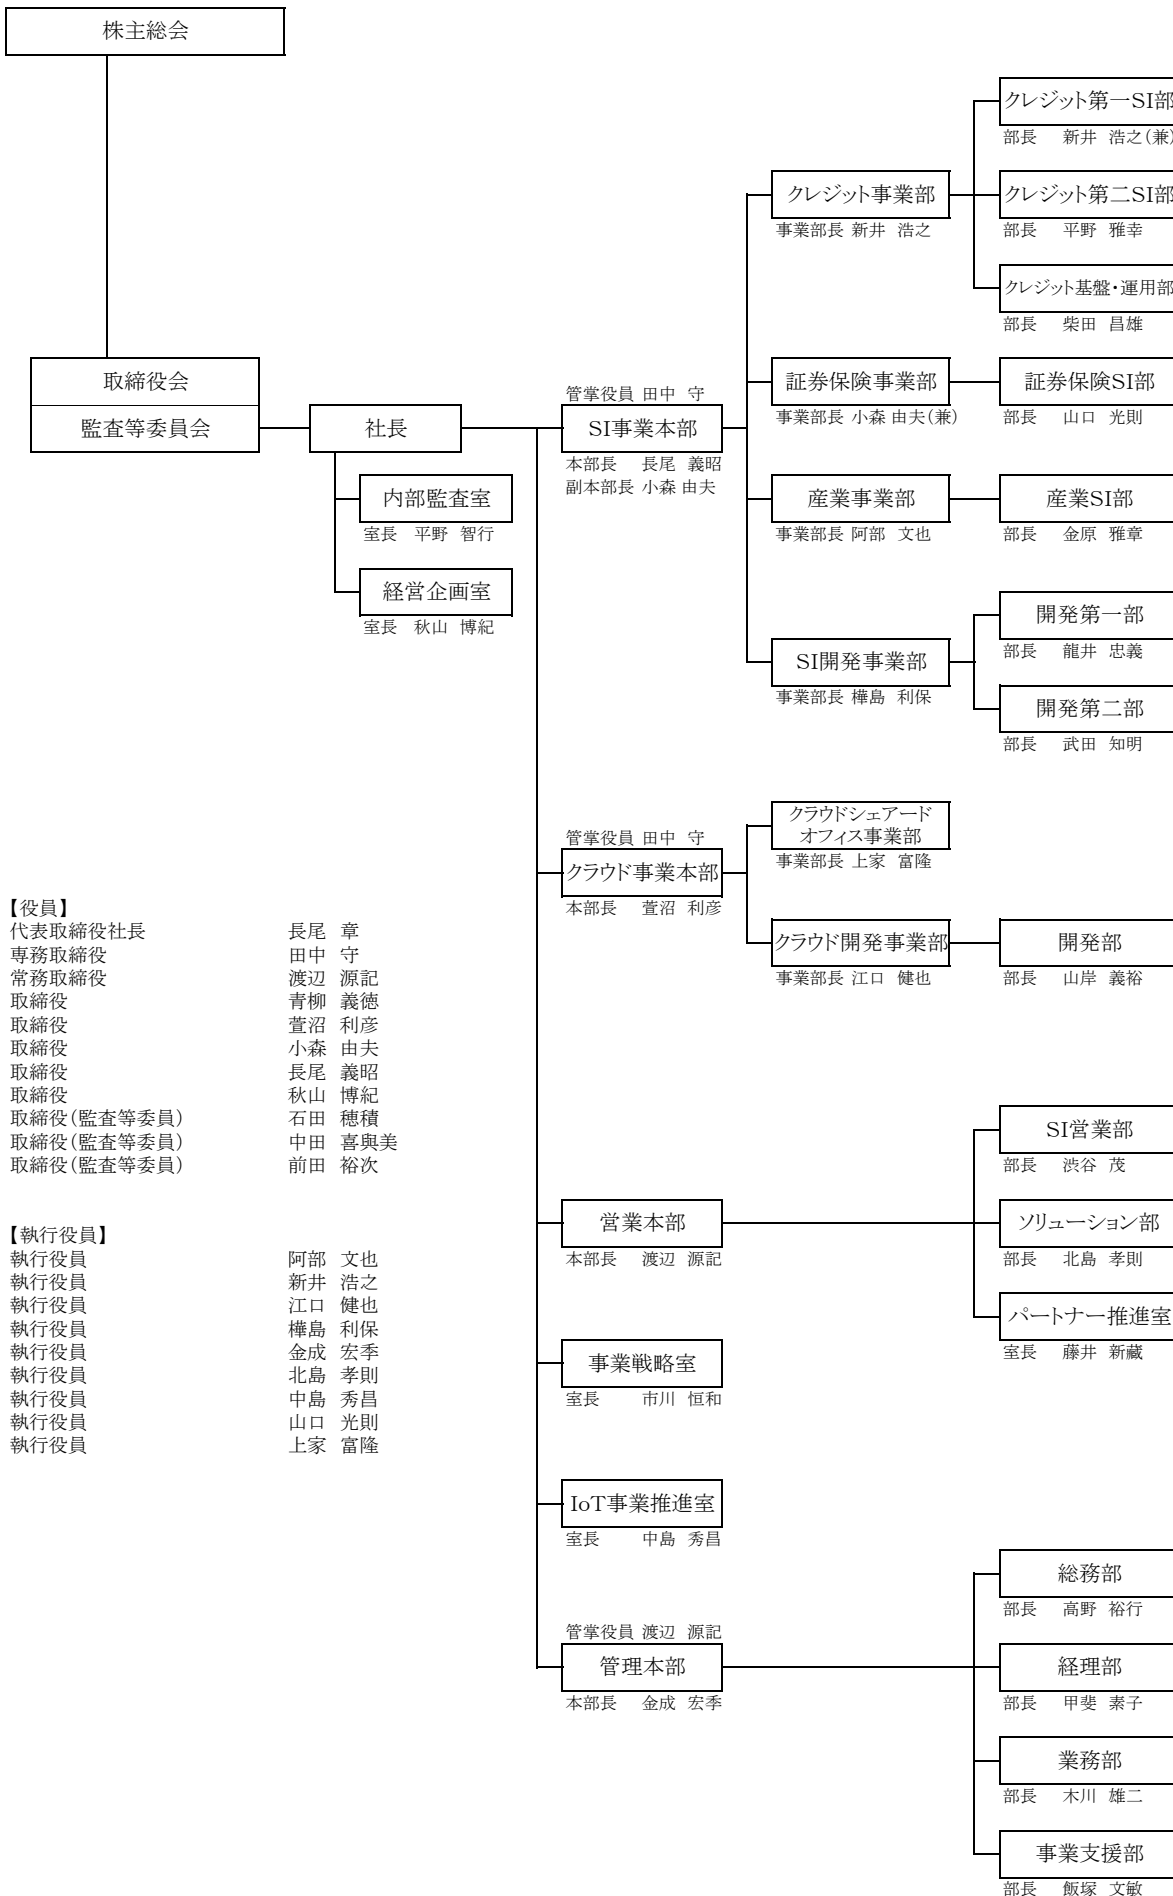 株主総会
取締役会
監査等委員会
社長
内部監査室
室長 平野 智行
経営企画室
室長 秋山 博紀
管掌役員 田中 守
SI事業本部
本部長 長尾 義昭
副本部長 小森 由夫
クレジット事業部
事業部長 新井 浩之
クレジット第一SI部
部長 新井 浩之(兼)
クレジット第二SI部
部長 平野 雅幸
クレジット基盤・運用部
部長 柴田 昌雄
証券保険事業部
事業部長 小森 由夫(兼)
証券保険SI部
部長 山口 光則
産業事業部
事業部長 阿部 文也
産業SI部
部長 金原 雅章
SI開発事業部
事業部長 樺島 利保
開発第一部
部長 龍井 忠義
開発第二部
部長 武田 知明
管掌役員 田中 守
クラウド事業本部
本部長 萱沼 利彦
クラウドシェアード
オフィス事業部
事業部長 上家 富隆
クラウド開発事業部
事業部長 江口 健也
開発部
部長 山岸 義裕
営業本部
本部長 渡辺 源記
SI営業部
部長 渋谷 茂
ソリューション部
部長 北島 孝則
パートナー推進室
室長 藤井 新蔵
事業戦略室
室長 市川 恒和
IoT事業推進室
室長 中島 秀昌
管掌役員 渡辺 源記
管理本部
本部長 金成 宏季
総務部
部長 高野 裕行
経理部
部長 甲斐 素子
業務部
部長 木川 雄二
事業支援部
部長 飯塚 文敏
【役員】
代表取締役社長 長尾 章
専務取締役 田中 守
常務取締役 渡辺 源記
取締役 青柳 義徳
取締役 萱沼 利彦
取締役 小森 由夫
取締役 長尾 義昭
取締役 秋山 博紀
取締役(監査等委員) 石田 穂積
取締役(監査等委員) 中田 喜與美
取締役(監査等委員) 前田 裕次
【執行役員】
執行役員 阿部 文也
執行役員 新井 浩之
執行役員 江口 健也
執行役員 樺島 利保
執行役員 金成 宏季
執行役員 北島 孝則
執行役員 中島 秀昌
執行役員 山口 光則
執行役員 上家 富隆